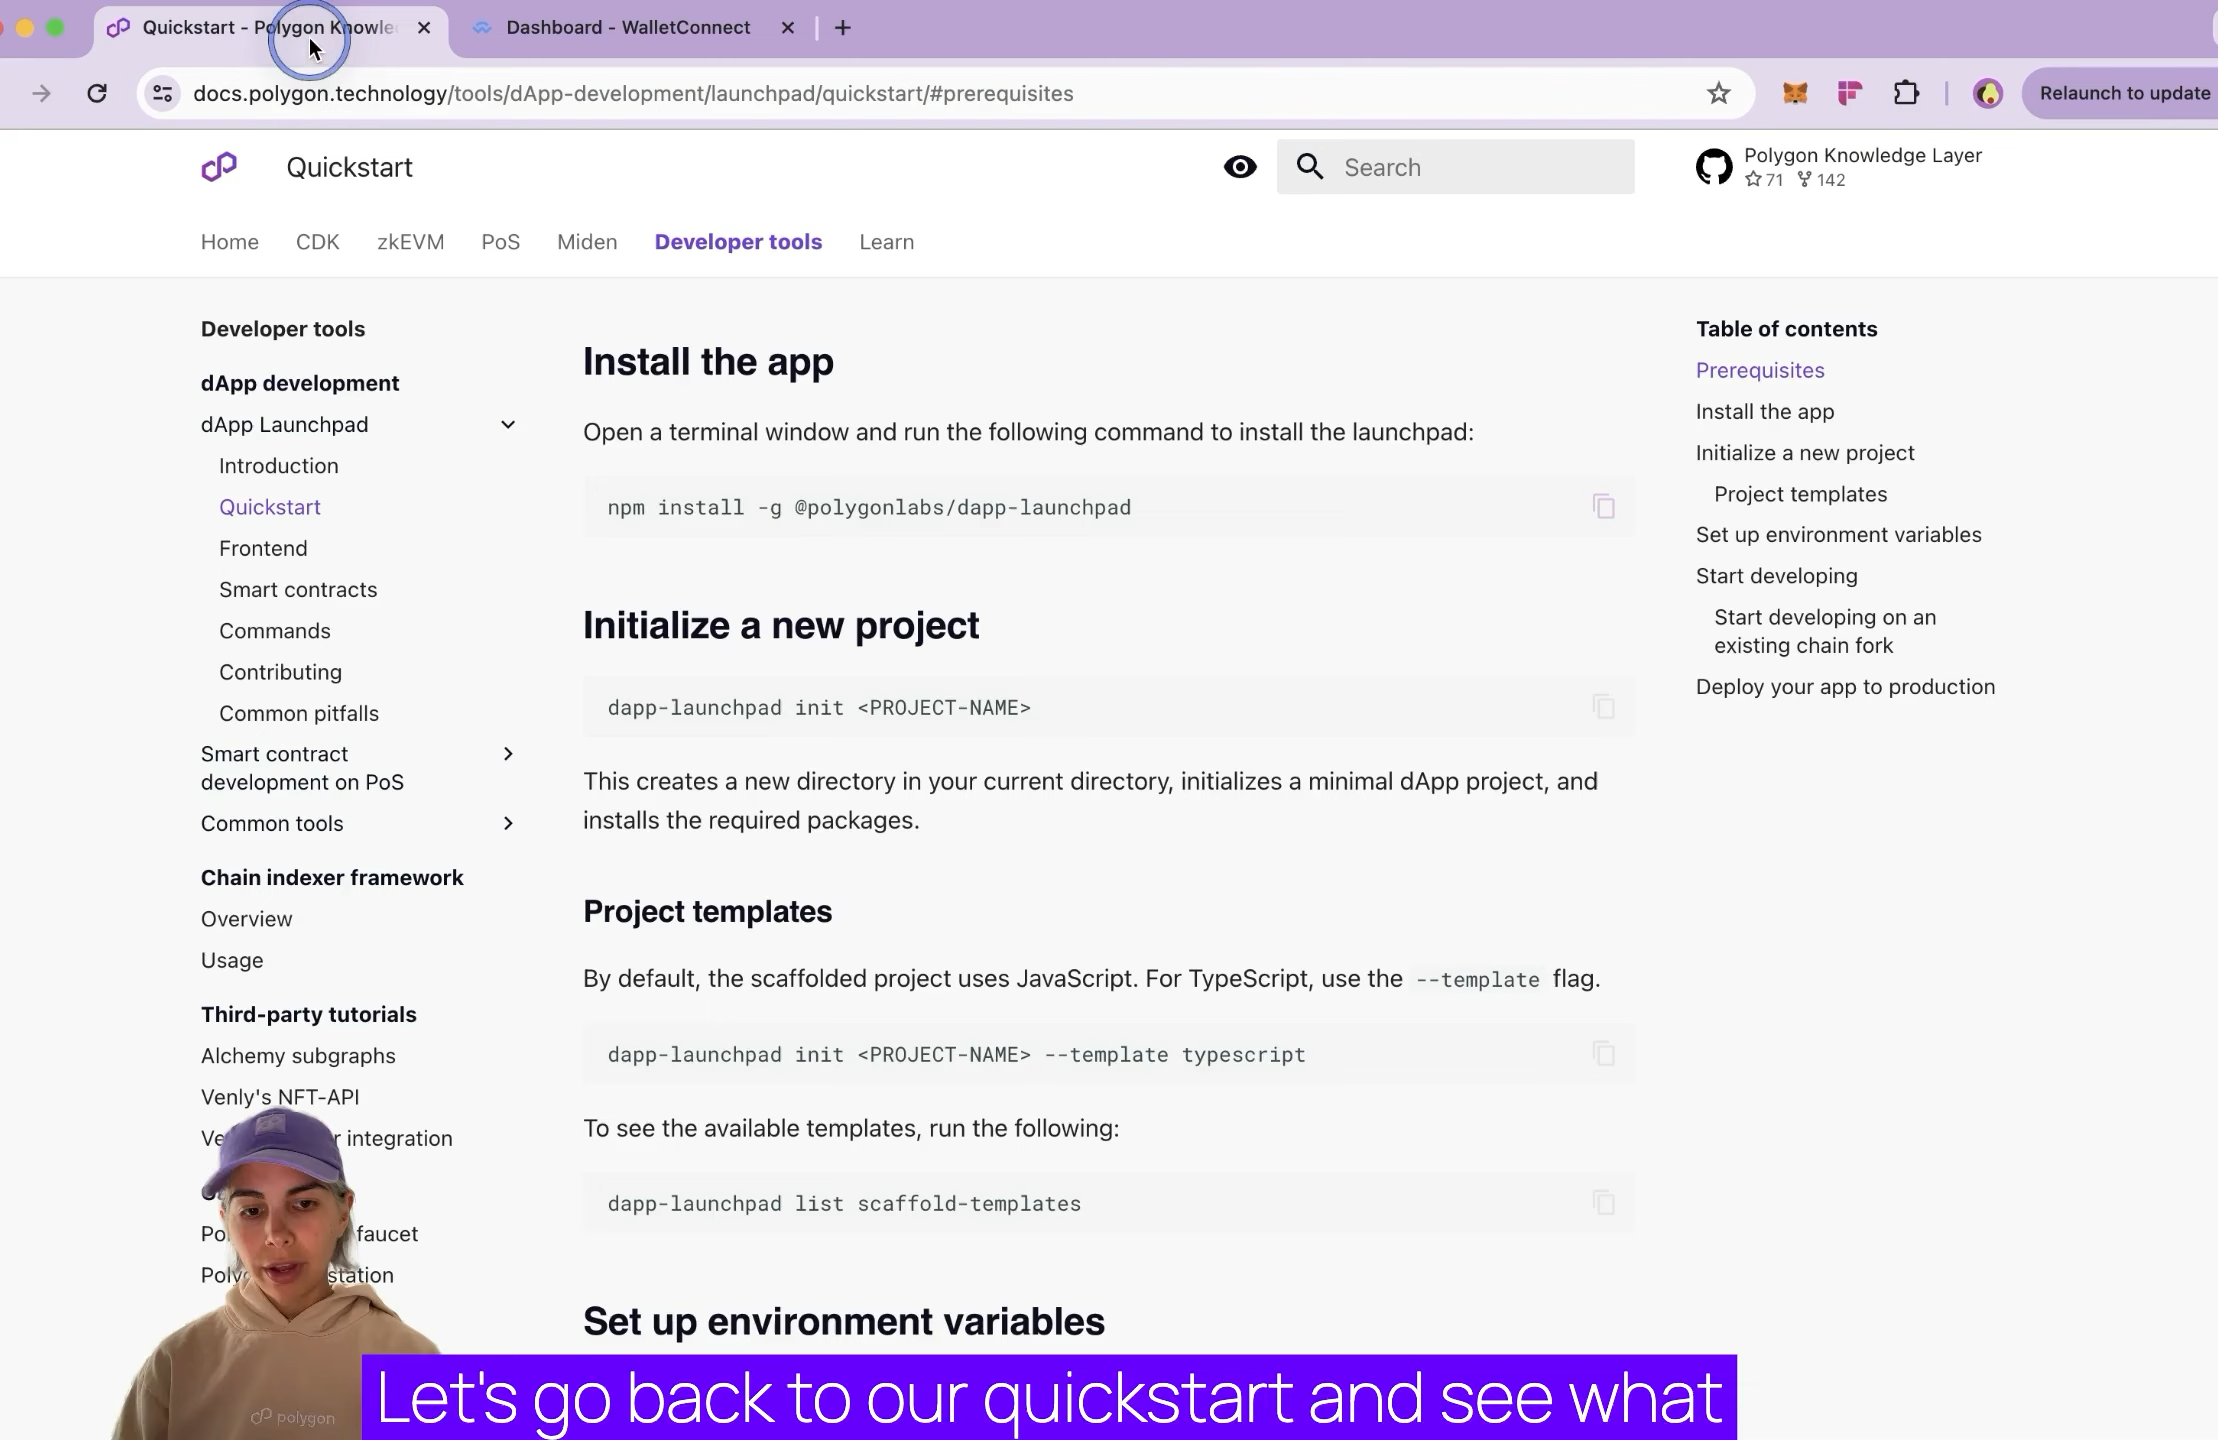 Quickstart - Polygon Knowle
Dashboard - WalletConnect
docs.polygon.technology/tools/dApp-development/launchpad/quickstart/#prerequisites
Relaunch to update
Quickstart
Search
Polygon Knowledge Layer
71 142
Home CDK zkEVM PoS Miden Developer tools Learn
Developer tools
dApp development
dApp Launchpad
Introduction
Quickstart
Frontend
Smart contracts
Commands
Contributing
Common pitfalls
Smart contract
development on PoS
Common tools
Chain indexer framework
Overview
Usage
Third-party tutorials
Alchemy subgraphs
Venly's NFT-API
integration
faucet
Install the app
Open a terminal window and run the following command to install the launchpad:
npm install -g @polygonlabs/dapp-launchpad
Initialize a new project
dapp-launchpad init <PROJECT-NAME>
This creates a new directory in your current directory, initializes a minimal dApp project, and
installs the required packages.
Project templates
By default, the scaffolded project uses JavaScript. For TypeScript, use the --template flag.
dapp-launchpad init <PROJECT-NAME> --template typescript
To see the available templates, run the following:
dapp-launchpad list scaffold-templates
Set up environment variables
Table of contents
Prerequisites
Install the app
Initialize a new project
Project templates
Set up environment variables
Start developing
Start developing on an
existing chain fork
Deploy your app to production
polygon
Let's go back to our quickstart and see what